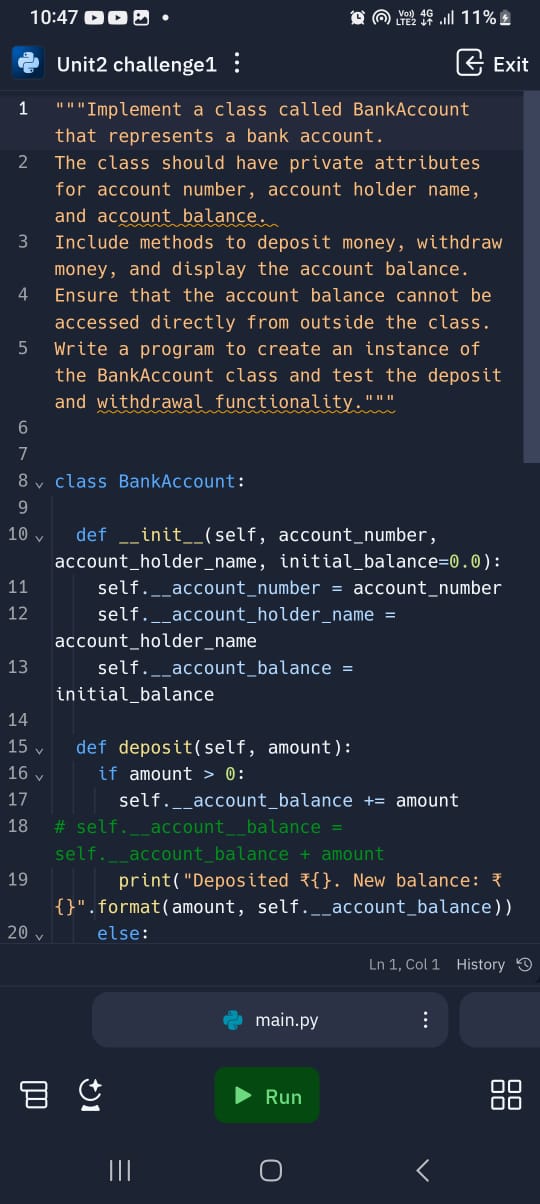 10:47
Vo) 4G
LTE2 11%
Unit2 challenge1
Exit
1 """Implement a class called BankAccount
that represents a bank account.
2 The class should have private attributes
for account number, account holder name,
and account balance.
3 Include methods to deposit money, withdraw
money, and display the account balance.
4 Ensure that the account balance cannot be
accessed directly from outside the class.
5 Write a program to create an instance of
the BankAccount class and test the deposit
and withdrawal functionality."""
6
7
8 class BankAccount:
9
10 def __init__(self, account_number,
account_holder_name, initial_balance=0.0):
11 self.__account_number = account_number
12 self.__account_holder_name =
account_holder_name
13 self.__account_balance =
initial_balance
14
15 def deposit(self, amount):
16 if amount > 0:
17 self.__account_balance += amount
18 # self.__account__balance =
self.__account_balance + amount
19 print("Deposited ₹{}. New balance: ₹
{}".format(amount, self.__account_balance))
20 else:
Ln 1, Col 1 History
main.py
Run